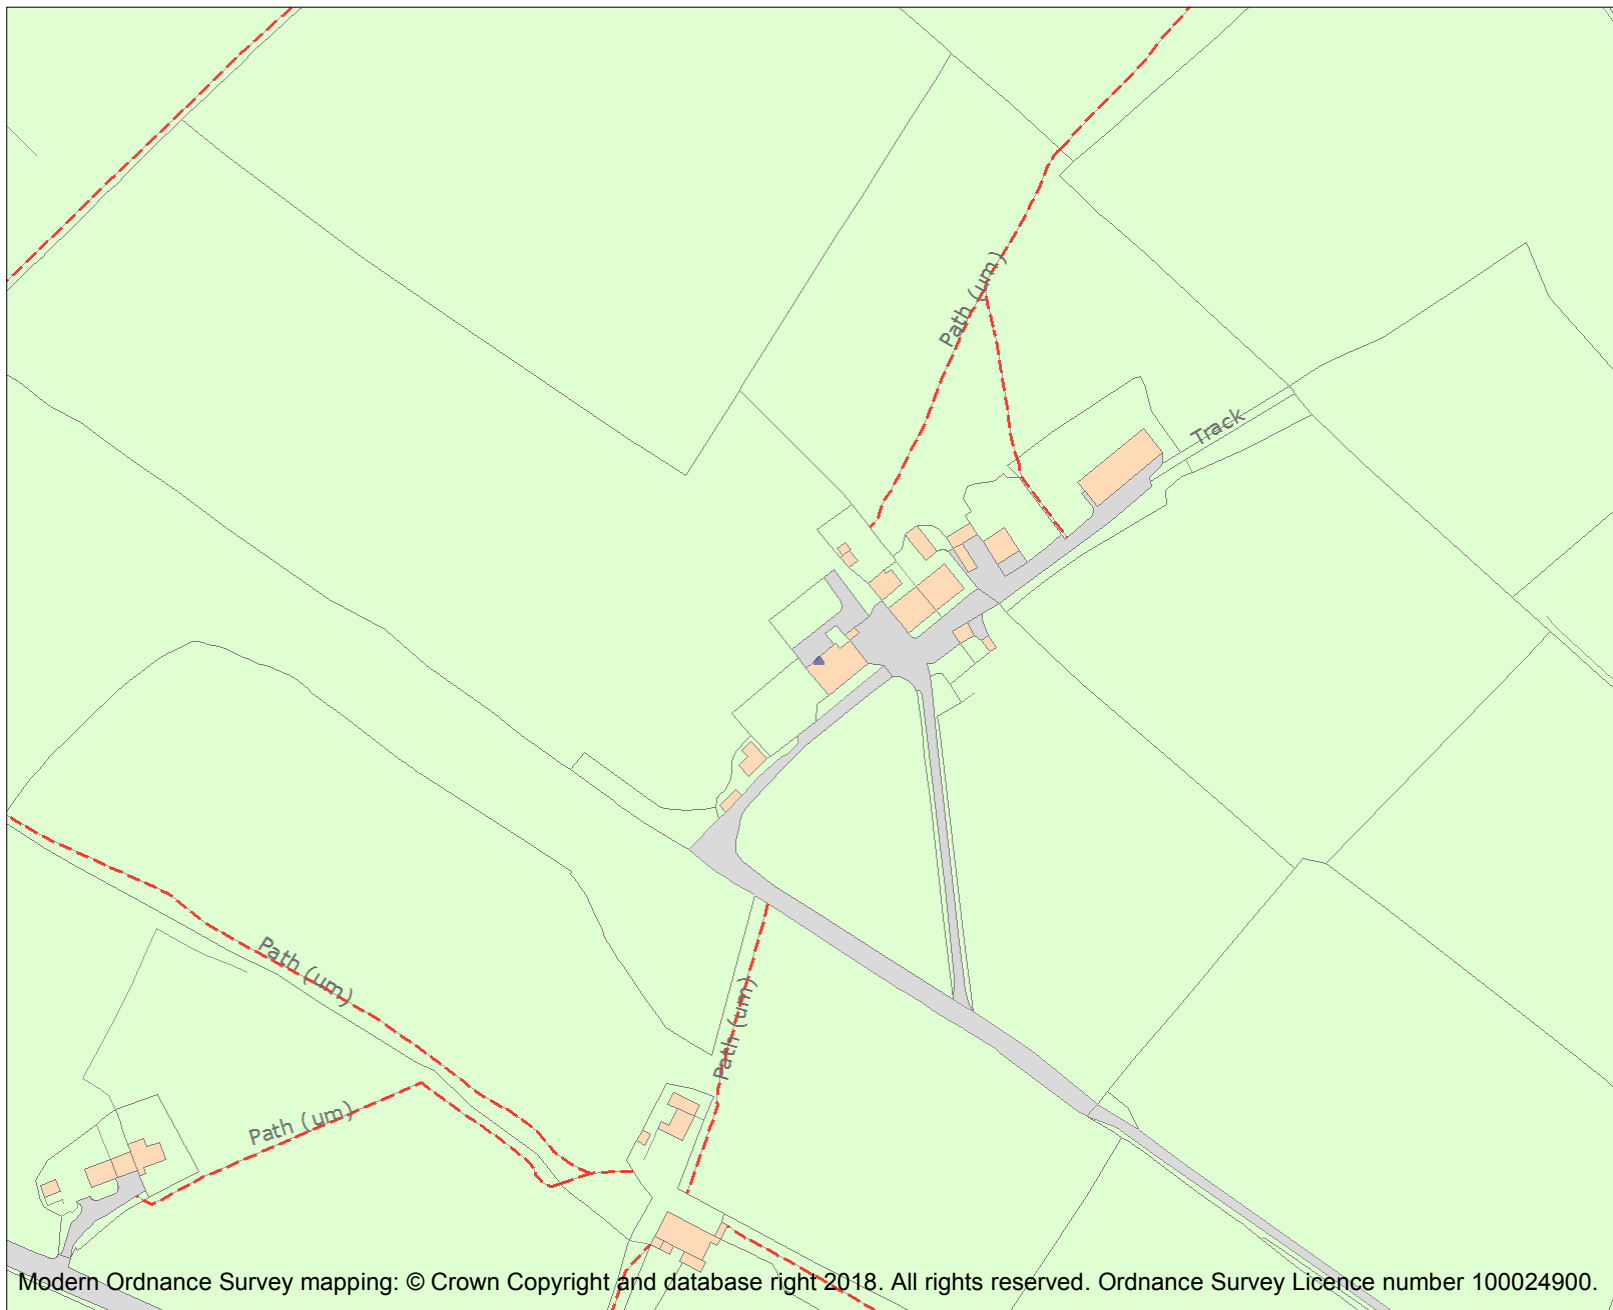 Path (um)
Track
Path (um)
Path (um)
Path (um)
Modern Ordnance Survey mapping: © Crown Copyright and database right 2018. All rights reserved. Ordnance Survey Licence number 100024900.